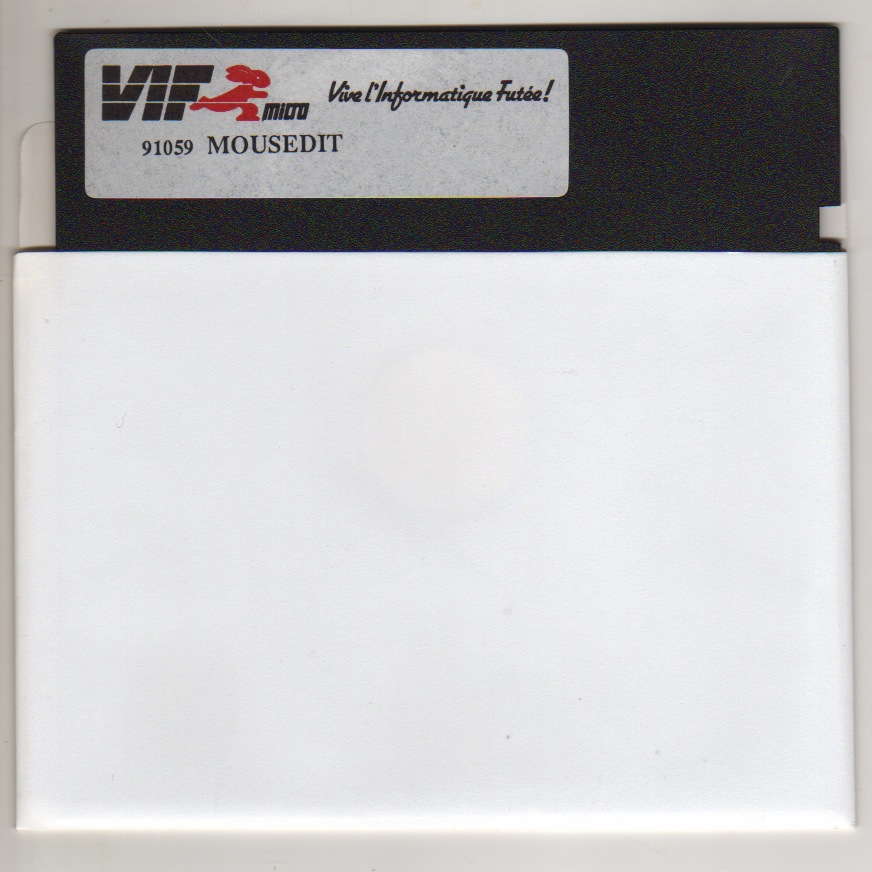 VIF micro Vive l'Informatique Futée!
91059 MOUSEDIT